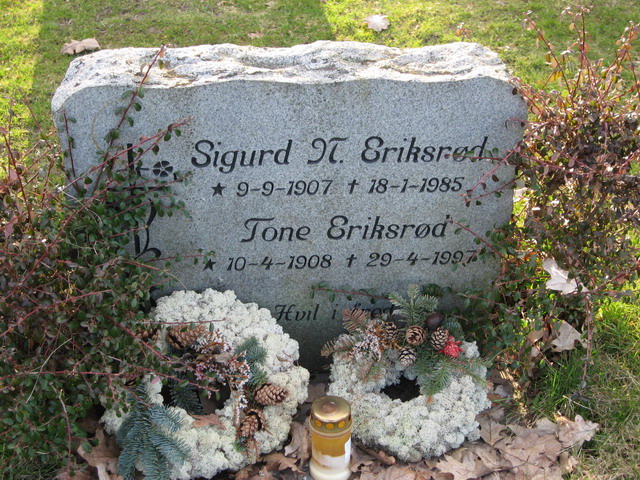 Sigurd N. Eriksrød
★ 9-9-1907 † 18-1-1985
Tone Eriksrød
★ 10-4-1908 † 29-4-1997
Hvil i fred